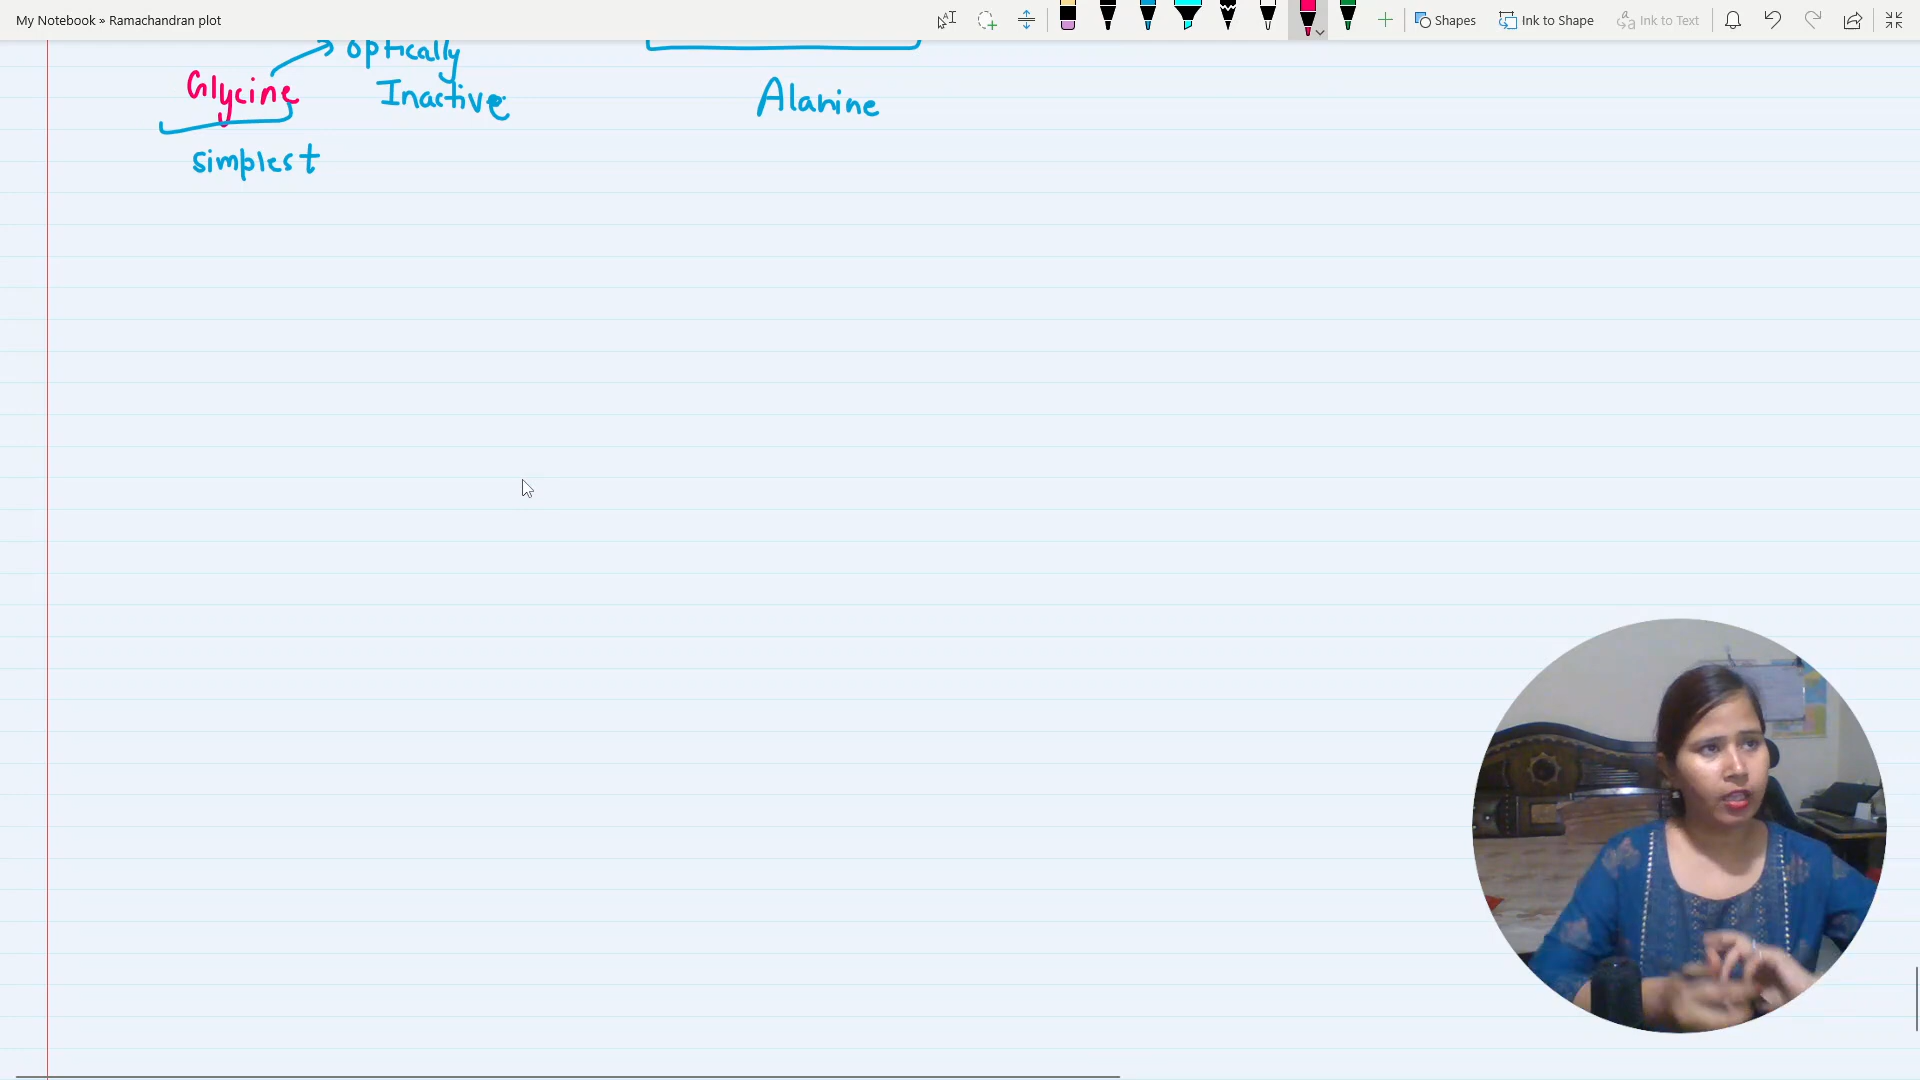 My Notebook » Ramachandran plot
Shapes
Ink to Shape
Ink to Text
optically
Glycine
Inactive
Alanine
simplest